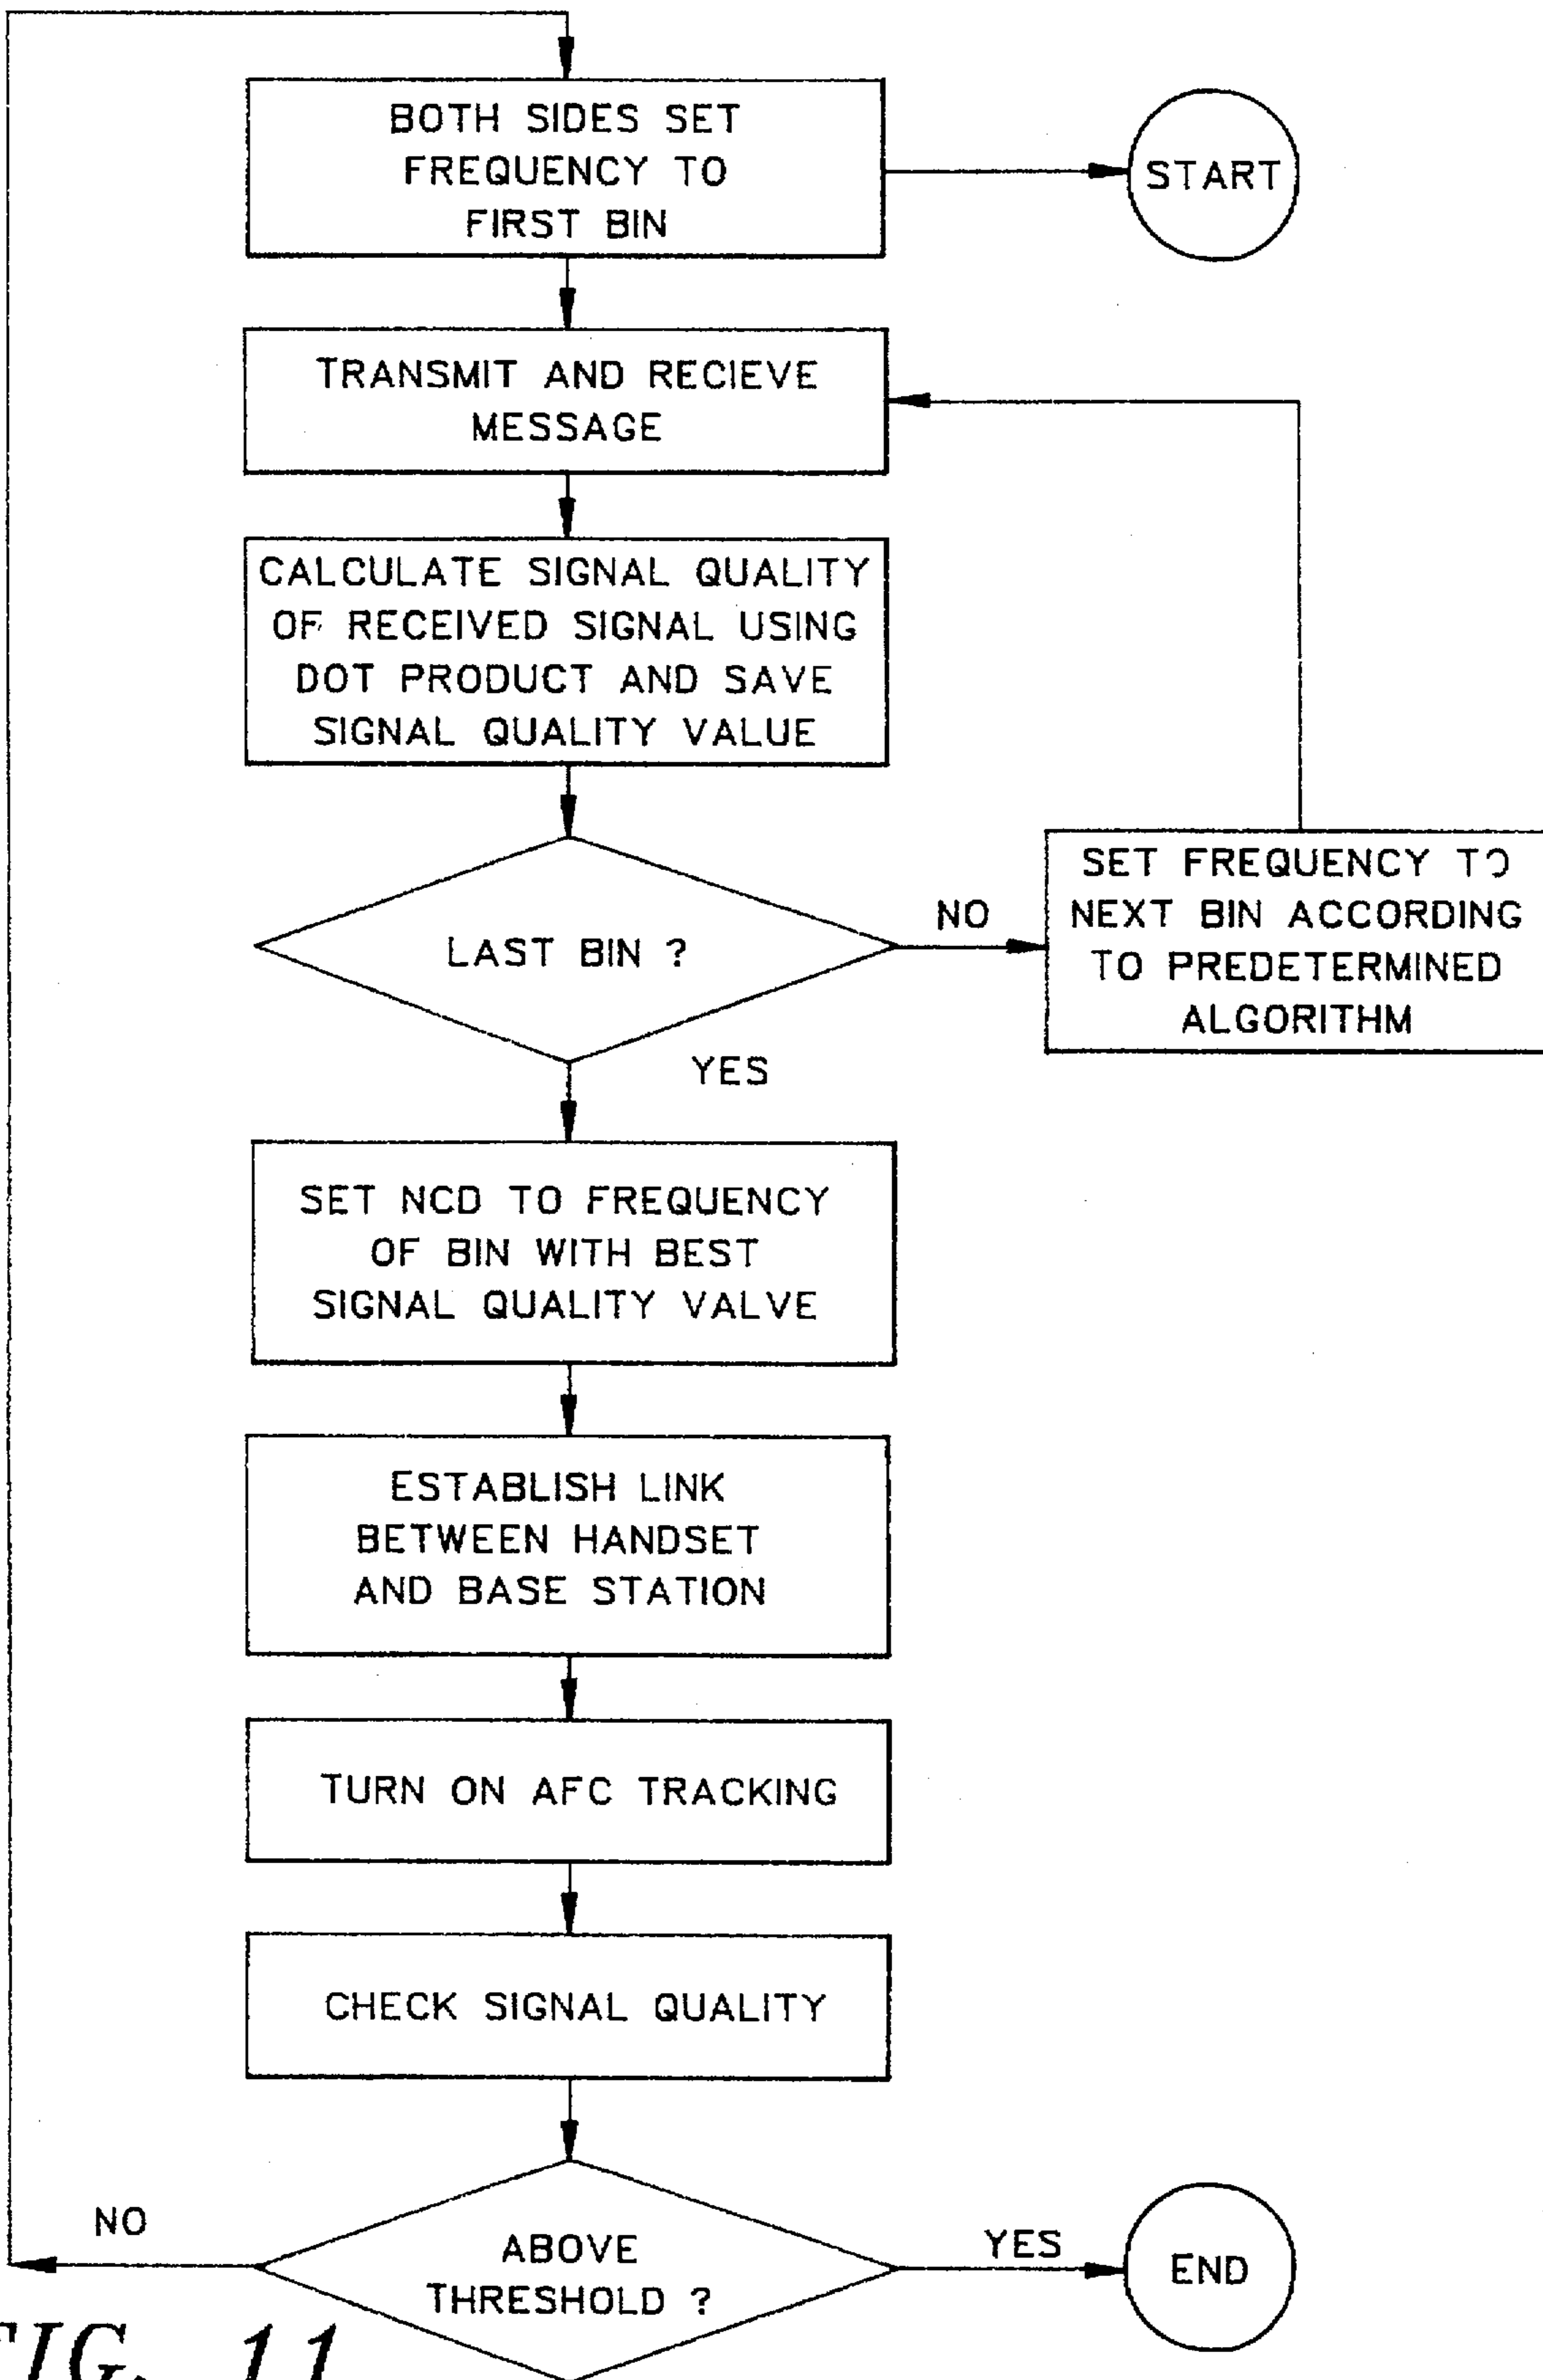 BOTH SIDES SET
FREQUENCY TO
FIRST BIN
START
TRANSMIT AND RECIEVE
MESSAGE
CALCULATE SIGNAL QUALITY
OF RECEIVED SIGNAL USING
DOT PRODUCT AND SAVE
SIGNAL QUALITY VALUE
LAST BIN ?
NO
SET FREQUENCY TO
NEXT BIN ACCORDING
TO PREDETERMINED
ALGORITHM
YES
SET NCD TO FREQUENCY
OF BIN WITH BEST
SIGNAL QUALITY VALVE
ESTABLISH LINK
BETWEEN HANDSET
AND BASE STATION
TURN ON AFC TRACKING
CHECK SIGNAL QUALITY
NO
ABOVE
THRESHOLD ?
YES
END
FIG. 11